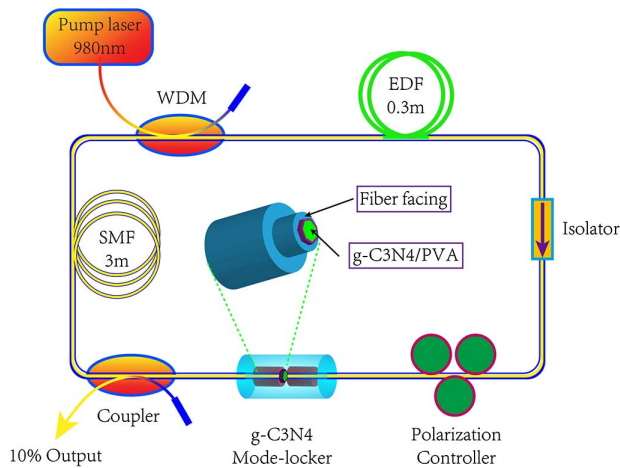 Pump laser
980nm
WDM
EDF
0.3m
Fiber facing
SMF
3m
g-C3N4/PVA
Isolator
Coupler
10% Output
g-C3N4
Mode-locker
Polarization
Controller